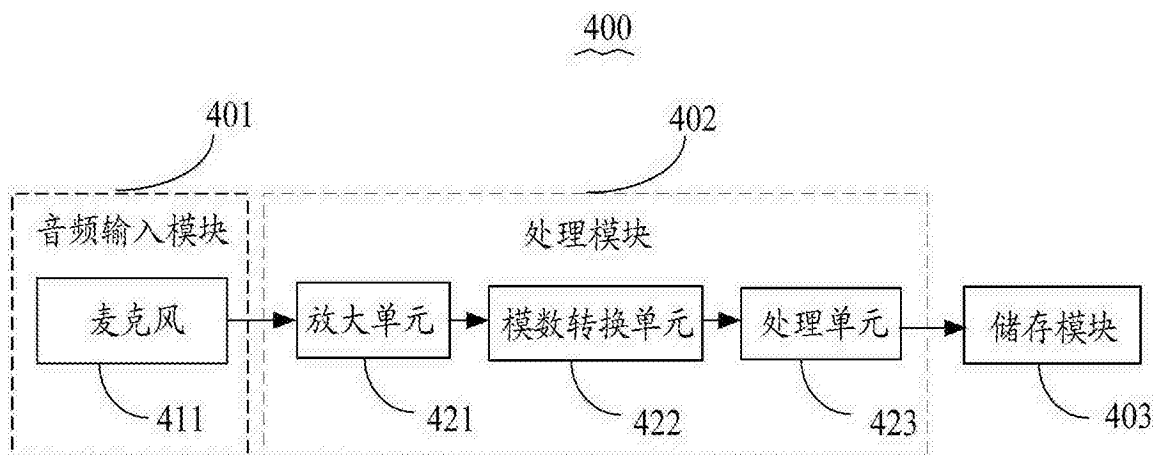 400
401
402
音频输入模块
处理模块
麦克风
放大单元
模数转换单元
处理单元
储存模块
411
421
422
423
403